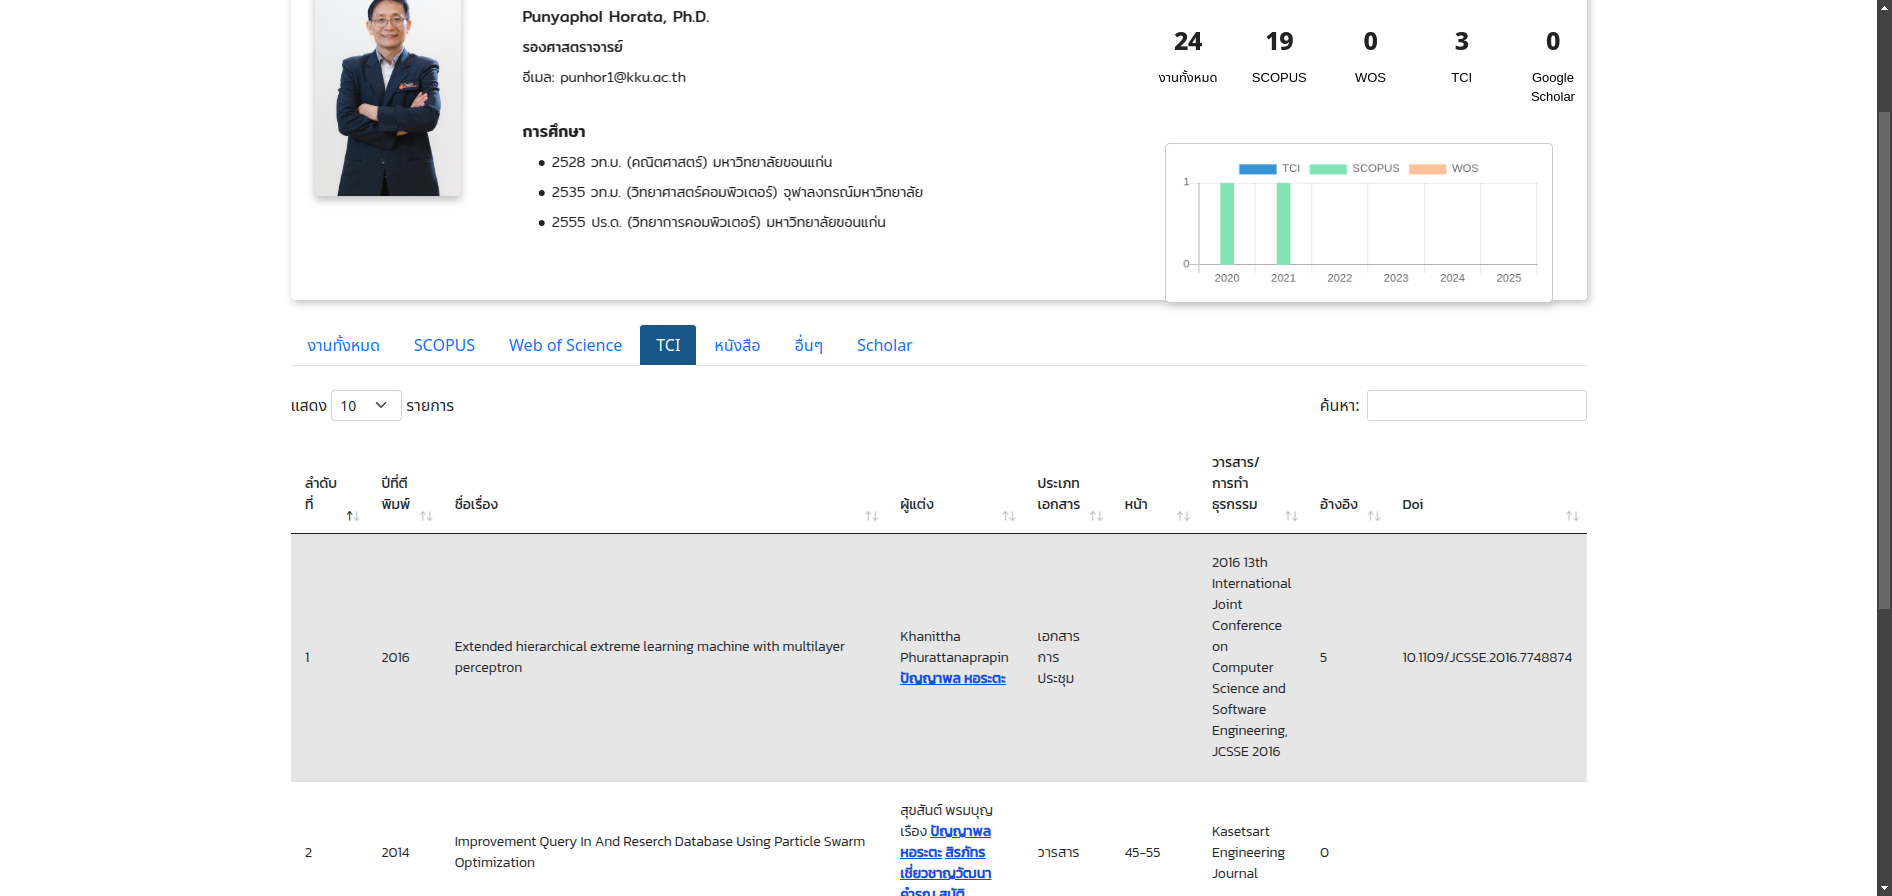 Punyaphol Horata, Ph.D.
รองศาสตราจารย์
อีเมล: punhor1@kku.ac.th
การศึกษา
2528 วท.บ. (คณิตศาสตร์) มหาวิทยาลัยขอนแก่น
2535 วท.ม. (วิทยาศาสตร์คอมพิวเตอร์) จุฬาลงกรณ์มหาวิทยาลัย
2555 ปร.ด. (วิทยาการคอมพิวเตอร์) มหาวิทยาลัยขอนแก่น
24 19 0 3 0
งานทั้งหมด SCOPUS WOS TCI Google
Scholar
TCI SCOPUS WOS
1
0
2020 2021 2022 2023 2024 2025
งานทั้งหมด SCOPUS Web of Science TCI หนังสือ อื่นๆ Scholar
แสดง 10 รายการ ค้นหา:
ลำดับ
ที่
ปีที่ตี
พิมพ์
ชื่อเรื่อง
ผู้แต่ง
ประเภท
เอกสาร
หน้า
วารสาร/
การทำ
ธุรกรรม
อ้างอิง
Doi
1
2016
Extended hierarchical extreme learning machine with multilayer
perceptron
Khanittha
Phurattanaprapin
ปัญญาพล หอระตะ
เอกสาร
การ
ประชุม
2016 13th
International
Joint
Conference
on
Computer
Science and
Software
Engineering,
JCSSE 2016
5
10.1109/JCSSE.2016.7748874
2
2014
Improvement Query In And Reserch Database Using Particle Swarm
Optimization
สุขสันต์ พรมบุญ
เรือง ปัญญาพล
หอระตะ สิรภัทร
เชี่ยวชาญวัฒนา
คำรณ สุนัติ
วารสาร
45-55
Kasetsart
Engineering
Journal
0